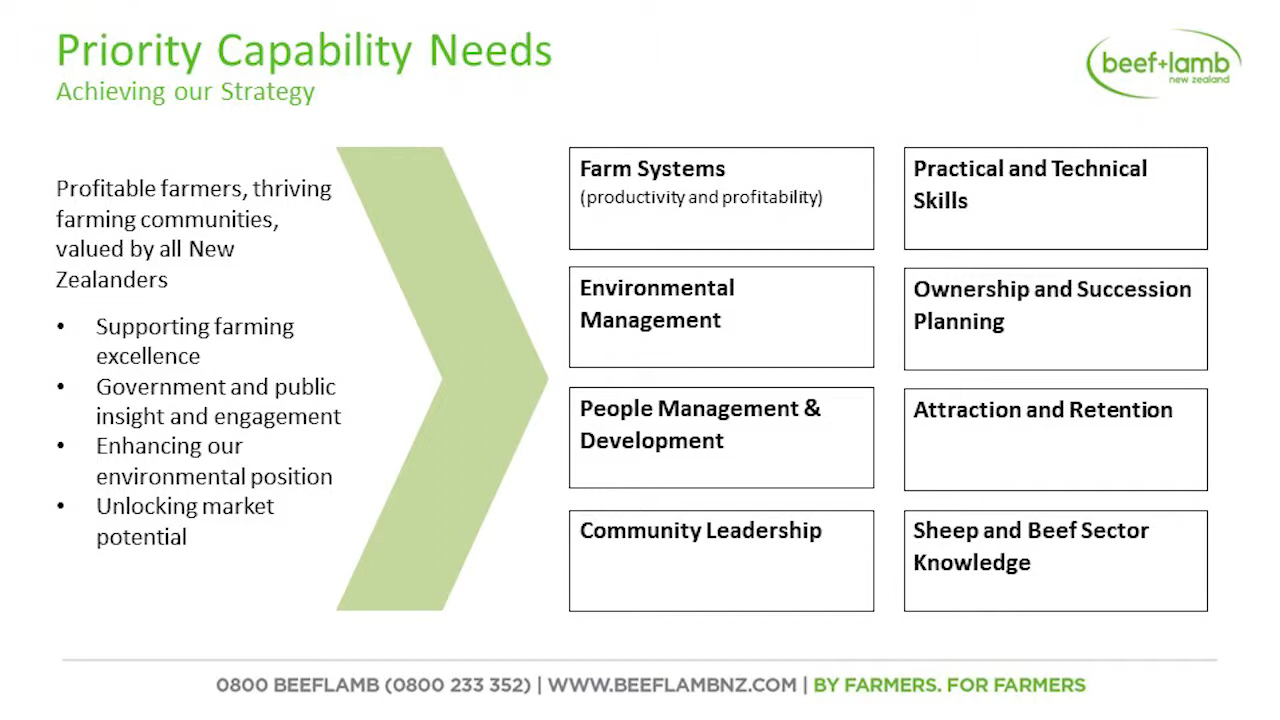 Priority Capability Needs
Achieving our Strategy
beef+lamb
new zealand
Profitable farmers, thriving
farming communities,
valued by all New
Zealanders
• Supporting farming
excellence
• Government and public
insight and engagement
• Enhancing our
environmental position
• Unlocking market
potential
Farm Systems
(productivity and profitability)
Practical and Technical
Skills
Environmental
Management
Ownership and Succession
Planning
People Management &
Development
Attraction and Retention
Community Leadership
Sheep and Beef Sector
Knowledge
0800 BEEFLAMB (0800 233 352) | WWW.BEEFLAMBNZ.COM | BY FARMERS. FOR FARMERS